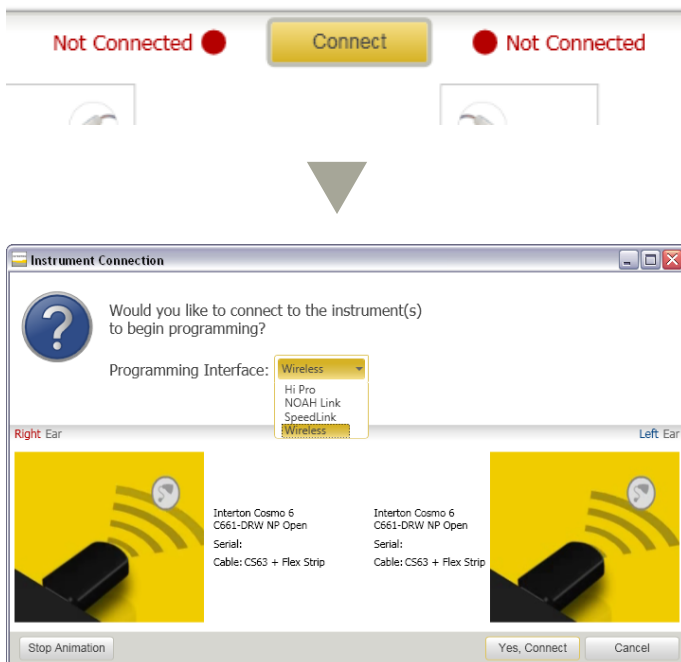 Not Connected
Connect
Not Connected
Instrument Connection
Would you like to connect to the instrument(s)
to begin programming?
Programming Interface: Wireless
Hi Pro
NOAH Link
SpeedLink
Wireless
Right Ear
Left Ear
Interton Cosmo 6
C661-DRW NP Open
Serial:
Cable: CS63 + Flex Strip
Interton Cosmo 6
C661-DRW NP Open
Serial:
Cable: CS63 + Flex Strip
Stop Animation
Yes, Connect
Cancel